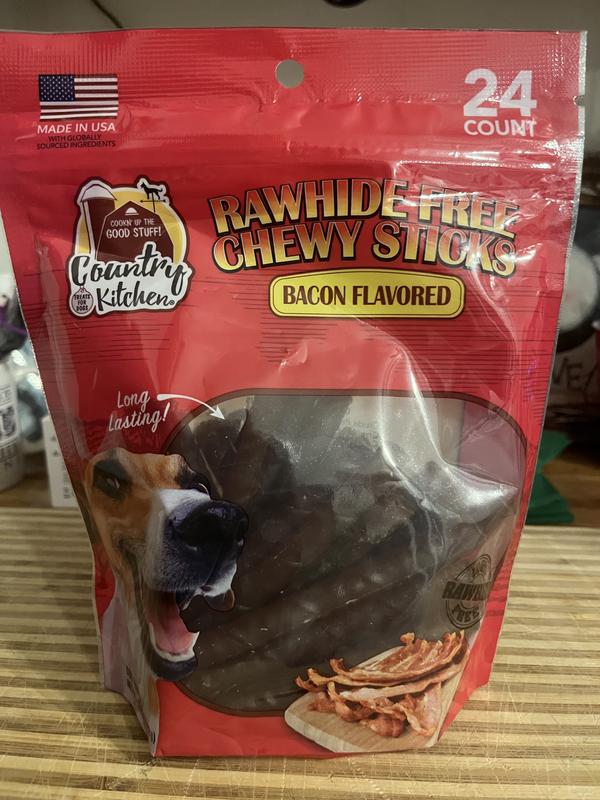 MADE IN USA
WITH GLOBALLY
SOURCED INGREDIENTS
24
COUNT
COOKN' UP THE
GOOD STUFF!
Country
Kitchen®
TREATS
FOR
DOGS
RAWHIDE FREE
CHEWY STICKS
BACON FLAVORED
Long
Lasting!